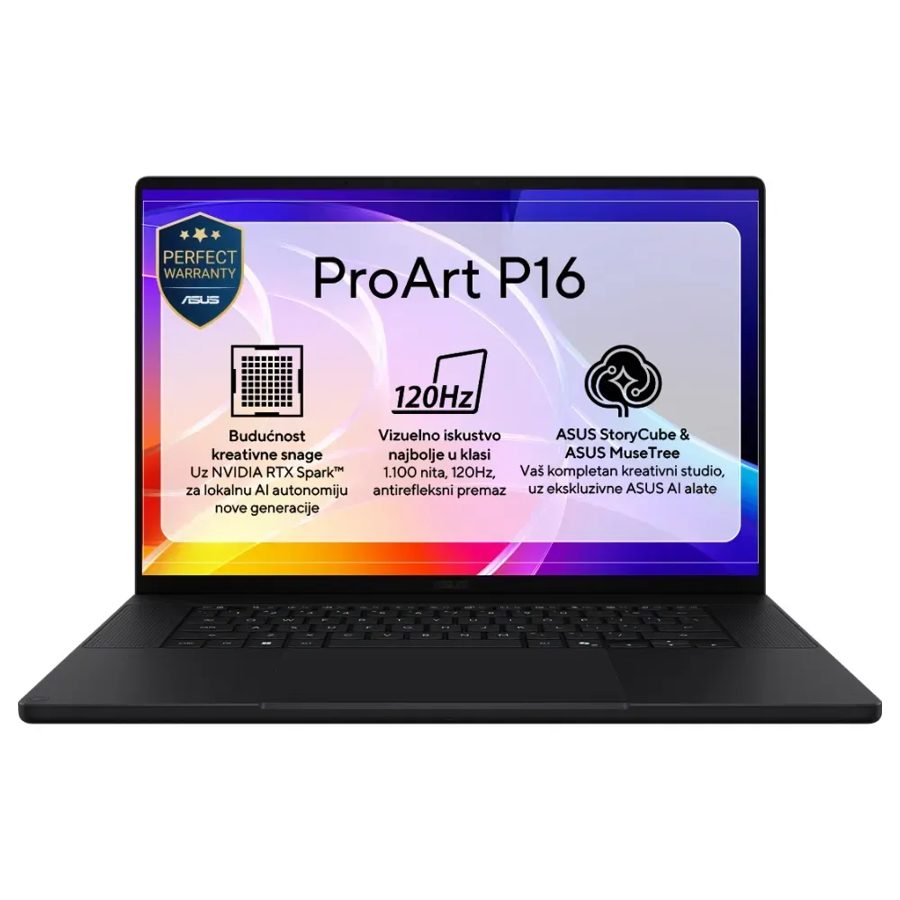 PERFECT
WARRANTY
ASUS
ProArt P16
120Hz
Budućnost
kreativne snage
Uz NVIDIA RTX Spark™
za lokalnu AI autonomiju
nove generacije
Vizuelno iskustvo
najbolje u klasi
1.100 nita, 120Hz,
antirefleksni premaz
ASUS StoryCube &
ASUS MuseTree
Vaš kompletan kreativni studio,
uz ekskluzivne ASUS AI alate
ASUS